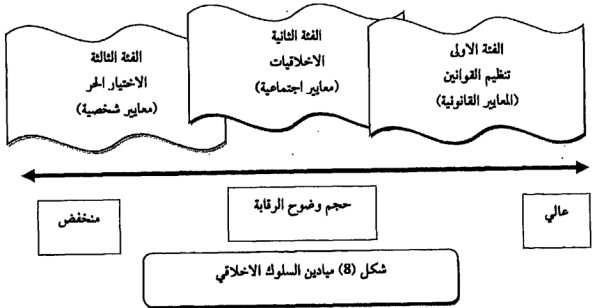 الفئة الاولى
تنظيم القوانين
(المعايير القانونية)
الفئة الثانية
الاخلاقيات
(معايير اجتماعية)
الفئة الثالثة
الاختيار الحر
(معايير شخصية)
عالي
حجم وضوح الرقابة
منخفض
شكل (8) ميادين السلوك الاخلاقي